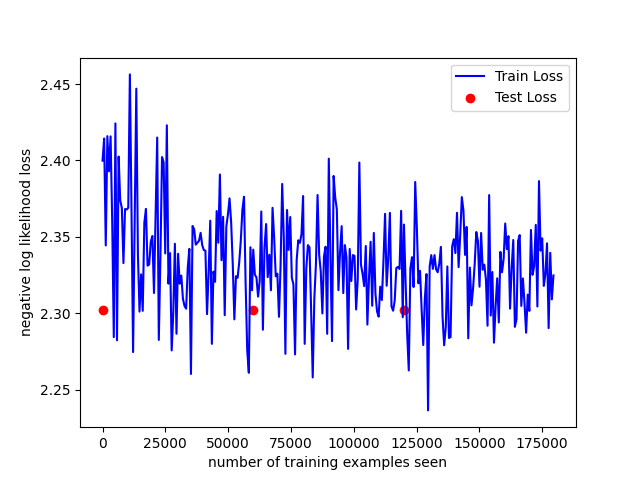 Train Loss
Test Loss
2.45
2.40
2.35
2.30
2.25
negative log liikelihood loss
0 25000 50000 75000 100000 125000 150000 175000
number of training examples seen